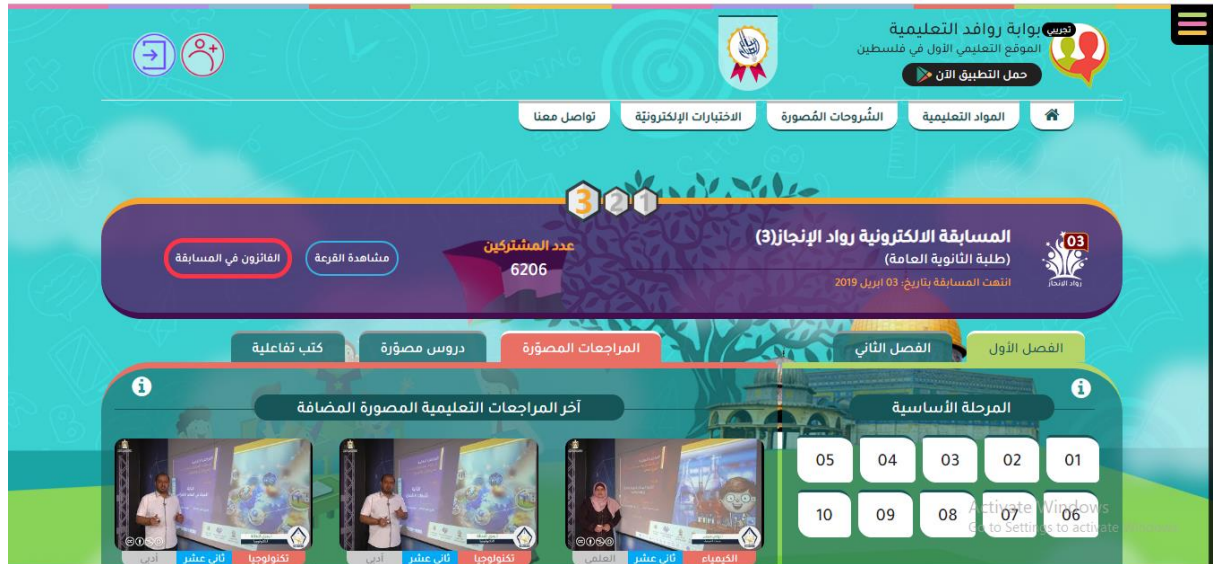 تجريبي
بوابة روافد التعليمية
الموقع التعليمي الأول في فلسطين
حمل التطبيق الآن
المواد التعليمية
الشُروحات المُصورة
الاختبارات الإلكترونيّة
تواصل معنا
1
2
3
03
رواد الإنجاز
المسابقة الالكترونية رواد الإنجاز(3)
(طلبة الثانوية العامة)
انتهت المسابقة بتاريخ: 03 ابريل 2019
عدد المشتركين
6206
مشاهدة القرعة
الفائزون في المسابقة
الفصل الأول
الفصل الثاني
المراجعات المصوّرة
دروس مصوّرة
كتب تفاعلية
المرحلة الأساسية
01
02
03
04
05
06
07
08
09
10
آخر المراجعات التعليمية المصورة المضافة
الكيمياء
ثاني عشر
العلمي
تكنولوجيا
ثاني عشر
أدبي
تكنولوجيا
ثاني عشر
أدبي
Activate Windows
Go to Settings to activate